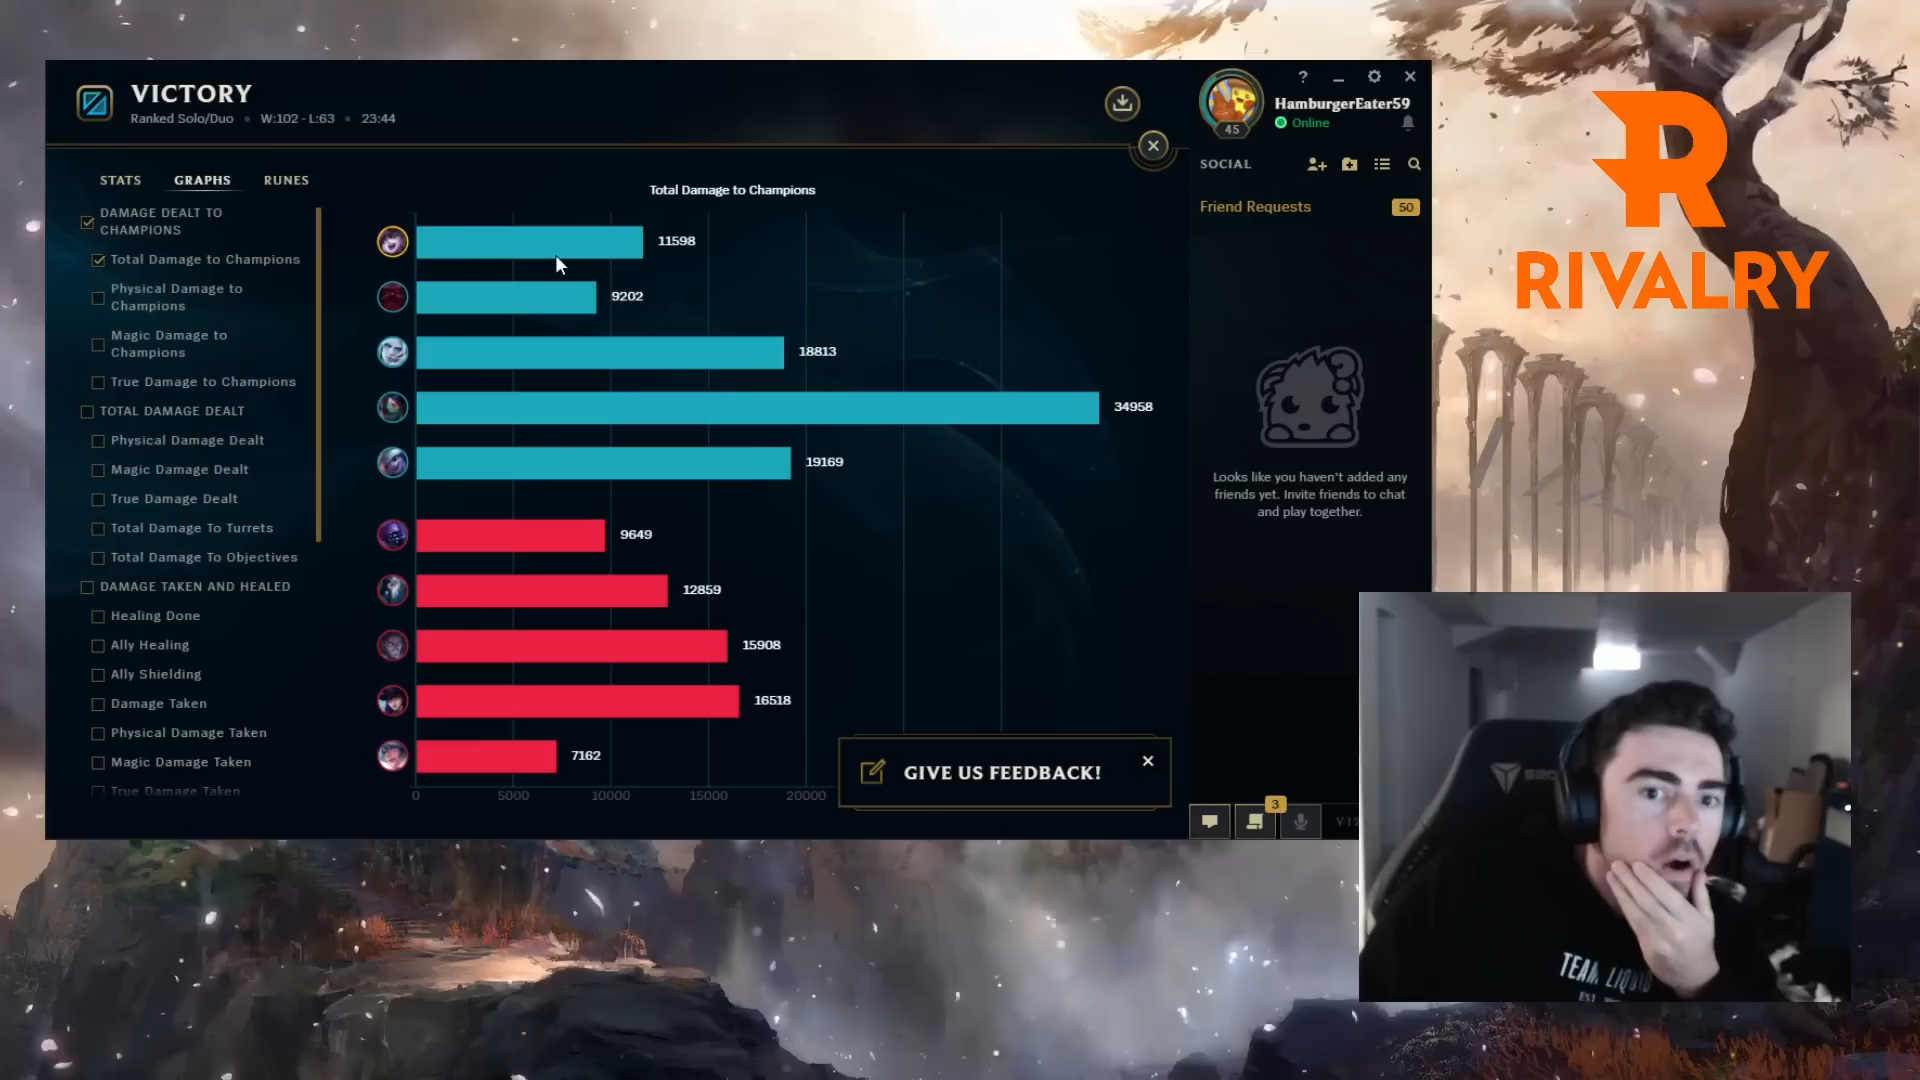 VICTORY
Ranked Solo/Duo • W:102 - L:63 • 23:44
STATS GRAPHS RUNES
DAMAGE DEALT TO
CHAMPIONS
Total Damage to Champions
Physical Damage to
Champions
Magic Damage to
Champions
True Damage to Champions
TOTAL DAMAGE DEALT
Physical Damage Dealt
Magic Damage Dealt
True Damage Dealt
Total Damage To Turrets
Total Damage To Objectives
DAMAGE TAKEN AND HEALED
Healing Done
Ally Healing
Ally Shielding
Damage Taken
Physical Damage Taken
Magic Damage Taken
True Damage Taken
Total Damage to Champions
11598
9202
18813
34958
19169
9649
12859
15908
16518
7162
0 5000 10000 15000 20000
GIVE US FEEDBACK!
45
HamburgerEater59
Online
SOCIAL
Friend Requests 50
Looks like you haven't added any
friends yet. Invite friends to chat
and play together.
3
V12
RIVALRY
TEAM LIQUID